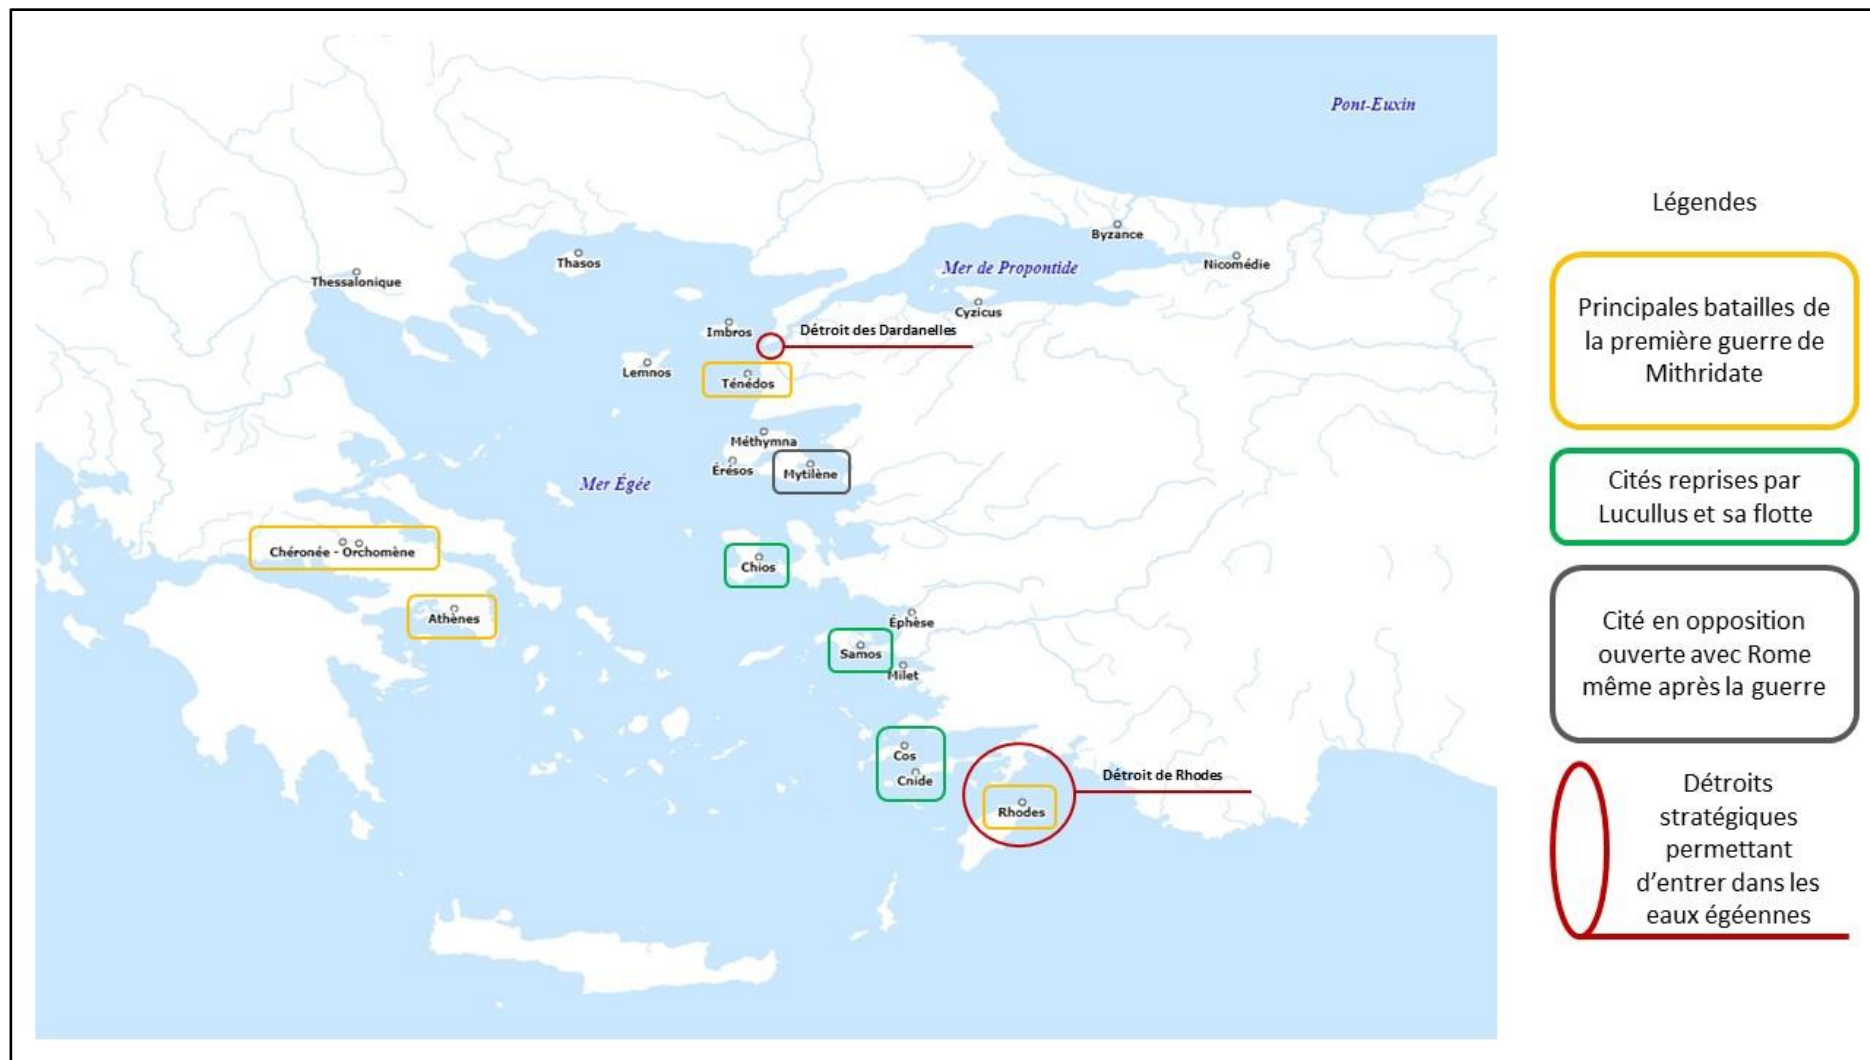 Pont-Euxin
Byzance
Thasos
Mer de Propontide
Nicomédie
Thessalonique
Cyzicus
Imbros
Détroit des Dardanelles
Lemnos
Ténédos
Méthymna
Érésos
Mytilène
Mer Égée
Chéronée - Orchomène
Chios
Athènes
Éphèse
Samos
Milet
Cos
Cnide
Détroit de Rhodes
Rhodes
Légendes
Principales batailles de
la première guerre de
Mithridate
Cités reprises par
Lucullus et sa flotte
Cité en opposition
ouverte avec Rome
même après la guerre
Détroits
stratégiques
permettant
d'entrer dans les
eaux égéennes